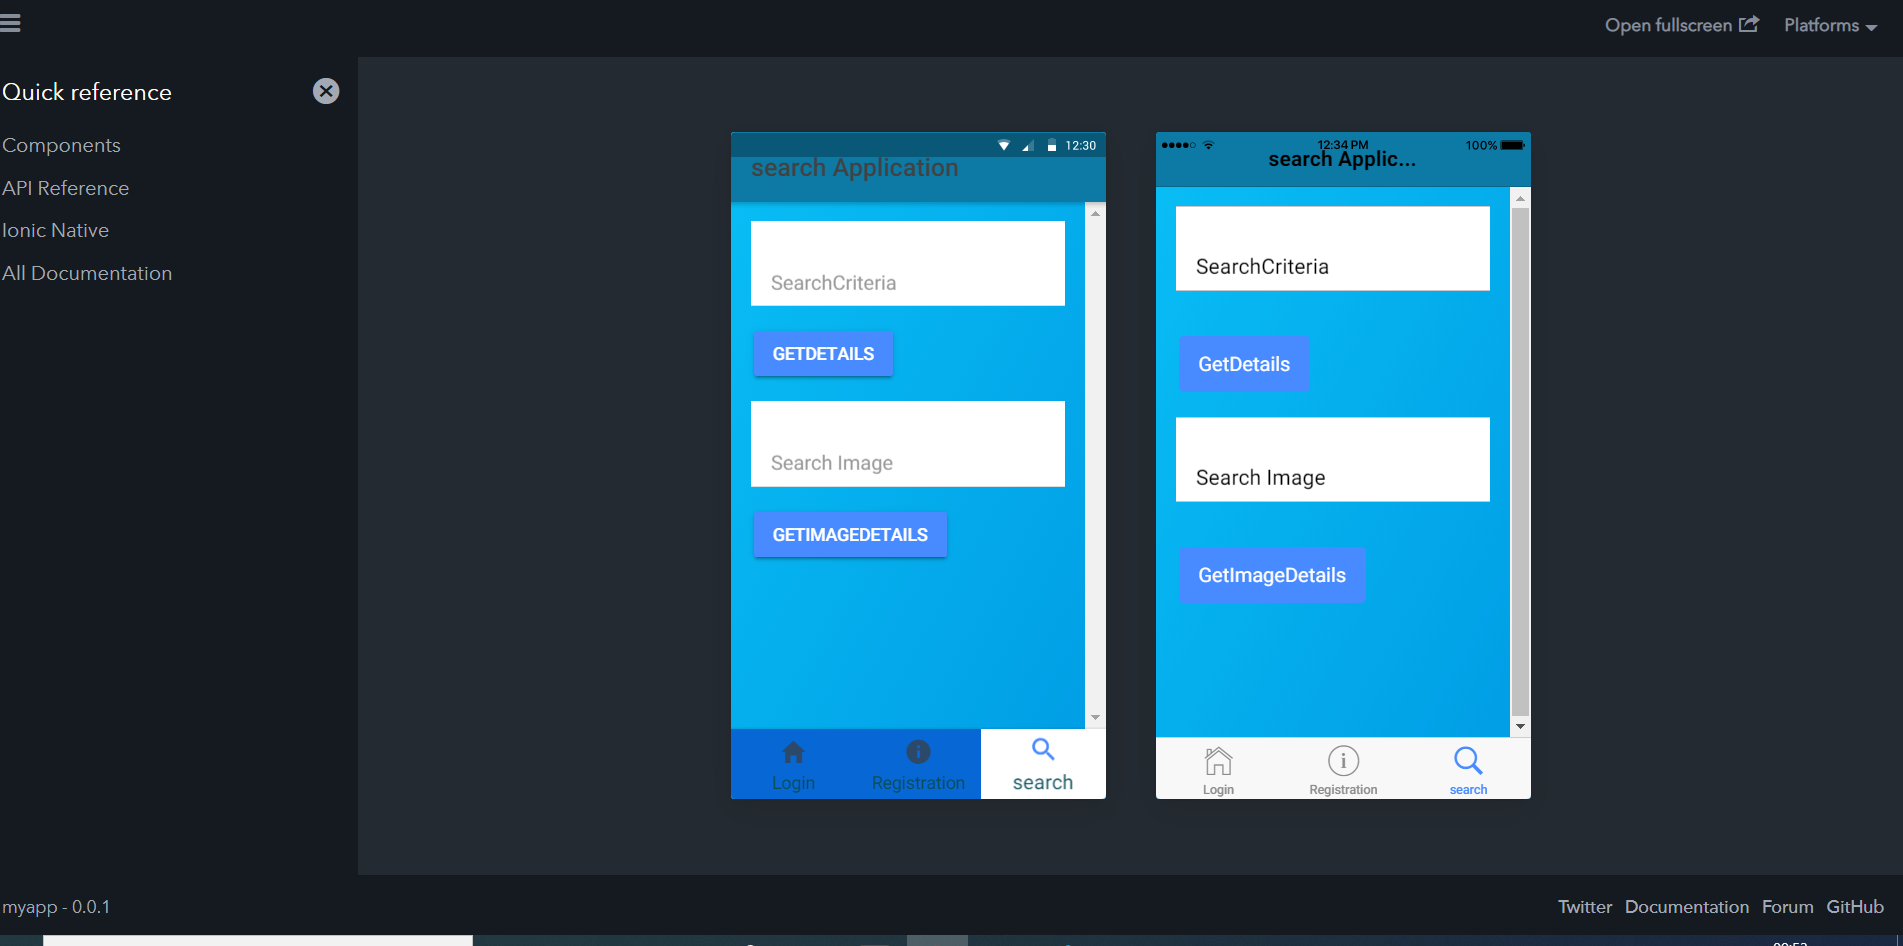 Open fullscreen Platforms
Quick reference
Components
API Reference
Ionic Native
All Documentation
12:30
search Application
SearchCriteria
GETDETAILS
Search Image
GETIMAGEDETAILS
Login Registration search
12:34 PM 100%
search Applic...
SearchCriteria
GetDetails
Search Image
GetImageDetails
Login Registration search
myapp - 0.0.1
Twitter Documentation Forum GitHub